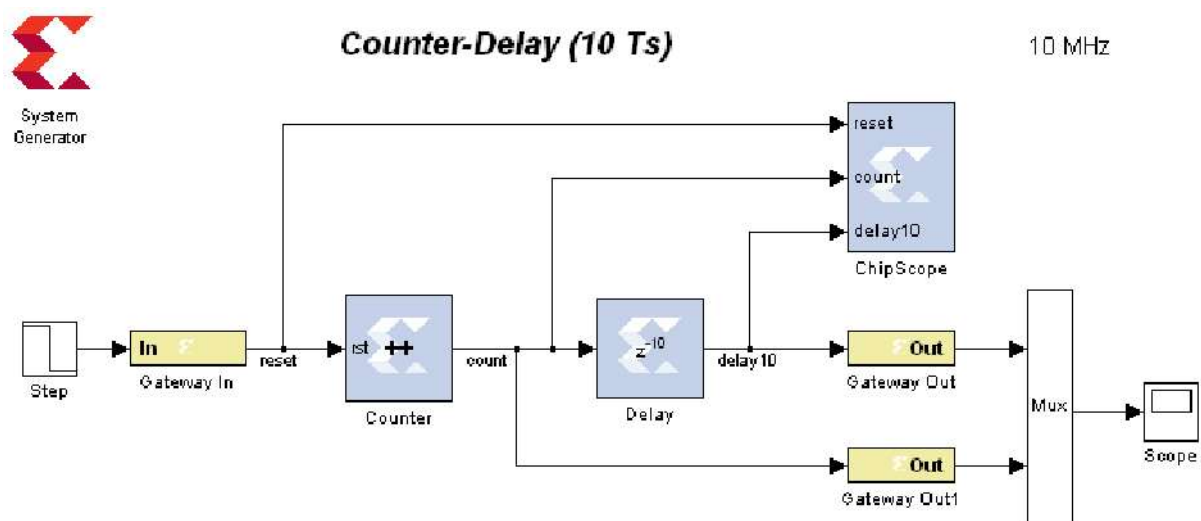 Counter-Delay (10 Ts)
10 MHz
System
Generator
reset
count
delay10
ChipScope
Step
In
Gateway In
reset
rst ++
Counter
count
z^-10
Delay
delay10
Out
Gateway Out
Out
Gateway Out1
Mux
Scope